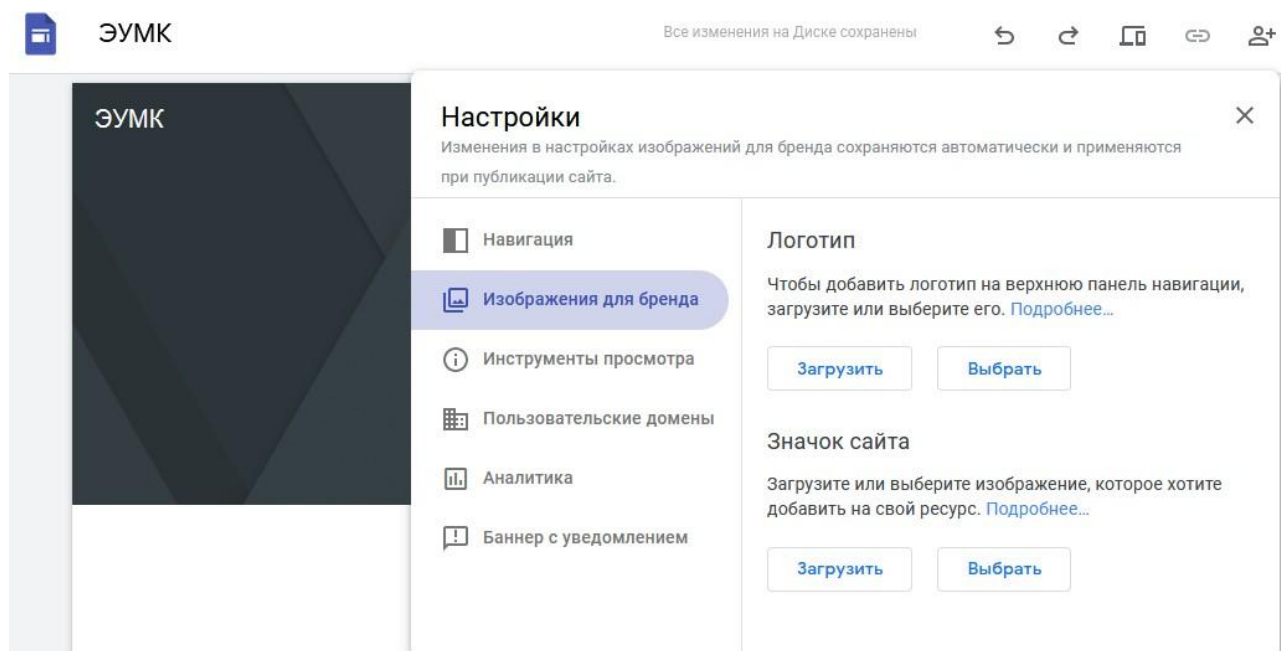 ЭУМК
Все изменения на Диске сохранены
ЭУМК
Настройки
Изменения в настройках изображений для бренда сохраняются автоматически и применяются
при публикации сайта.
Навигация
Изображения для бренда
Инструменты просмотра
Пользовательские домены
Аналитика
Баннер с уведомлением
Логотип
Чтобы добавить логотип на верхнюю панель навигации,
загрузите или выберите его. Подробнее...
Загрузить Выбрать
Значок сайта
Загрузите или выберите изображение, которое хотите
добавить на свой ресурс. Подробнее...
Загрузить Выбрать